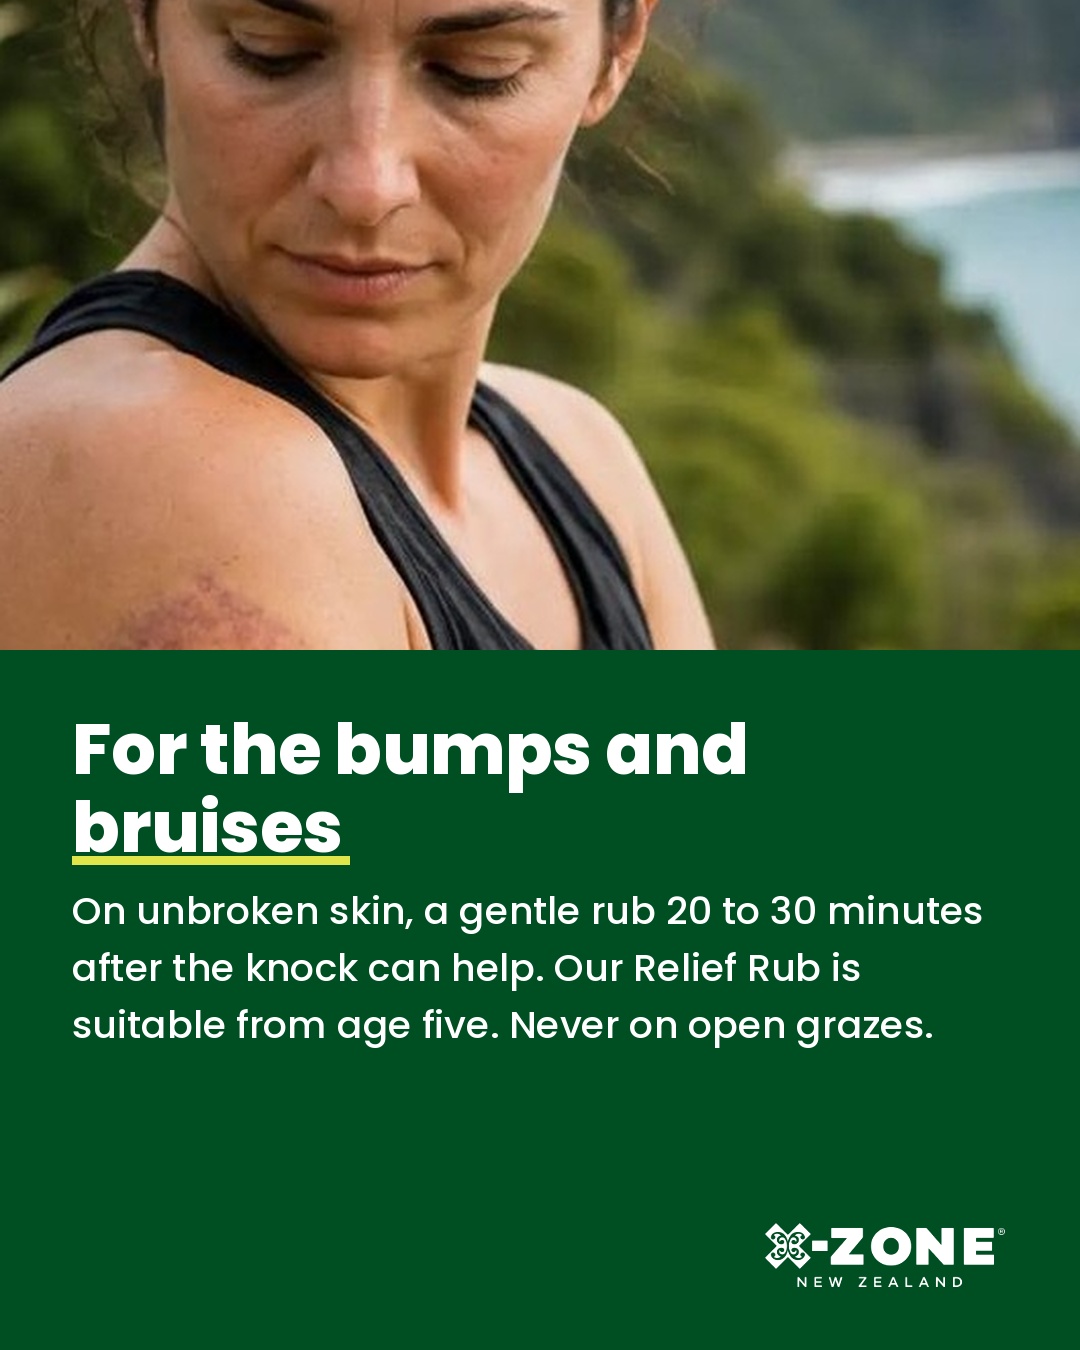 For the bumps and
bruises
On unbroken skin, a gentle rub 20 to 30 minutes
after the knock can help. Our Relief Rub is
suitable from age five. Never on open grazes.
X-ZONE®
NEW ZEALAND